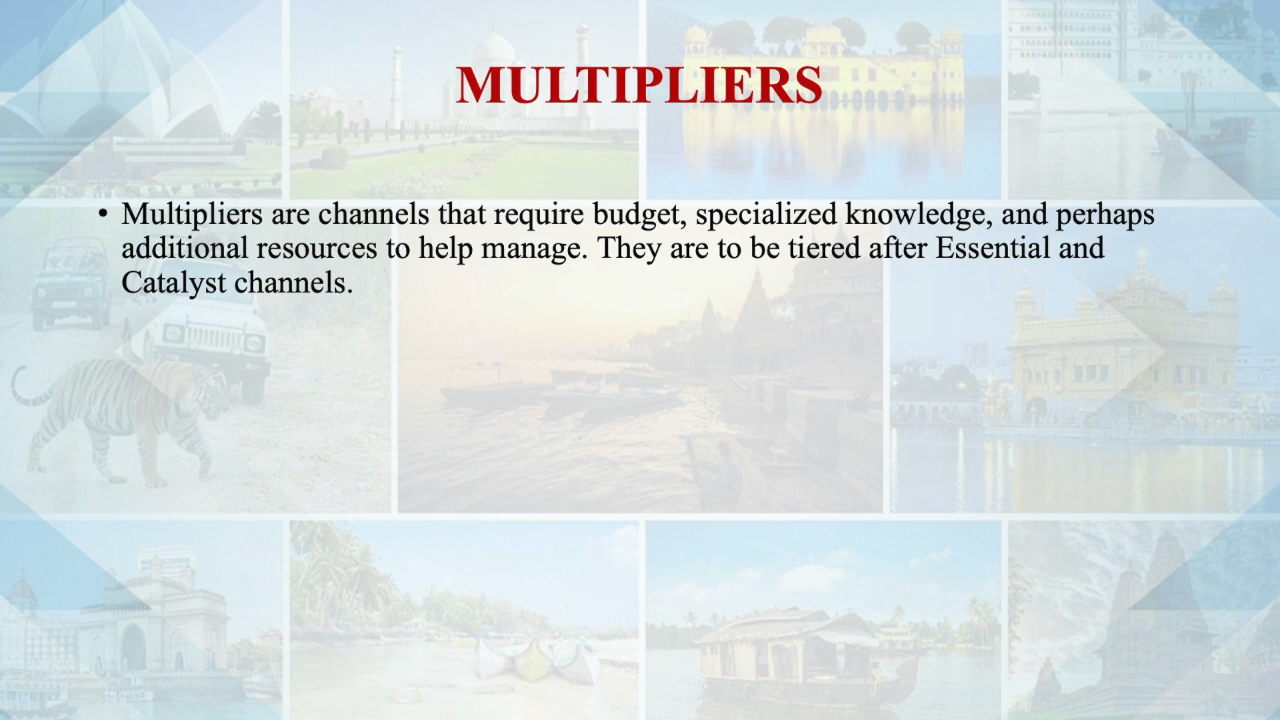 MULTIPLIERS
• Multipliers are channels that require budget, specialized knowledge, and perhaps
additional resources to help manage. They are to be tiered after Essential and
Catalyst channels.